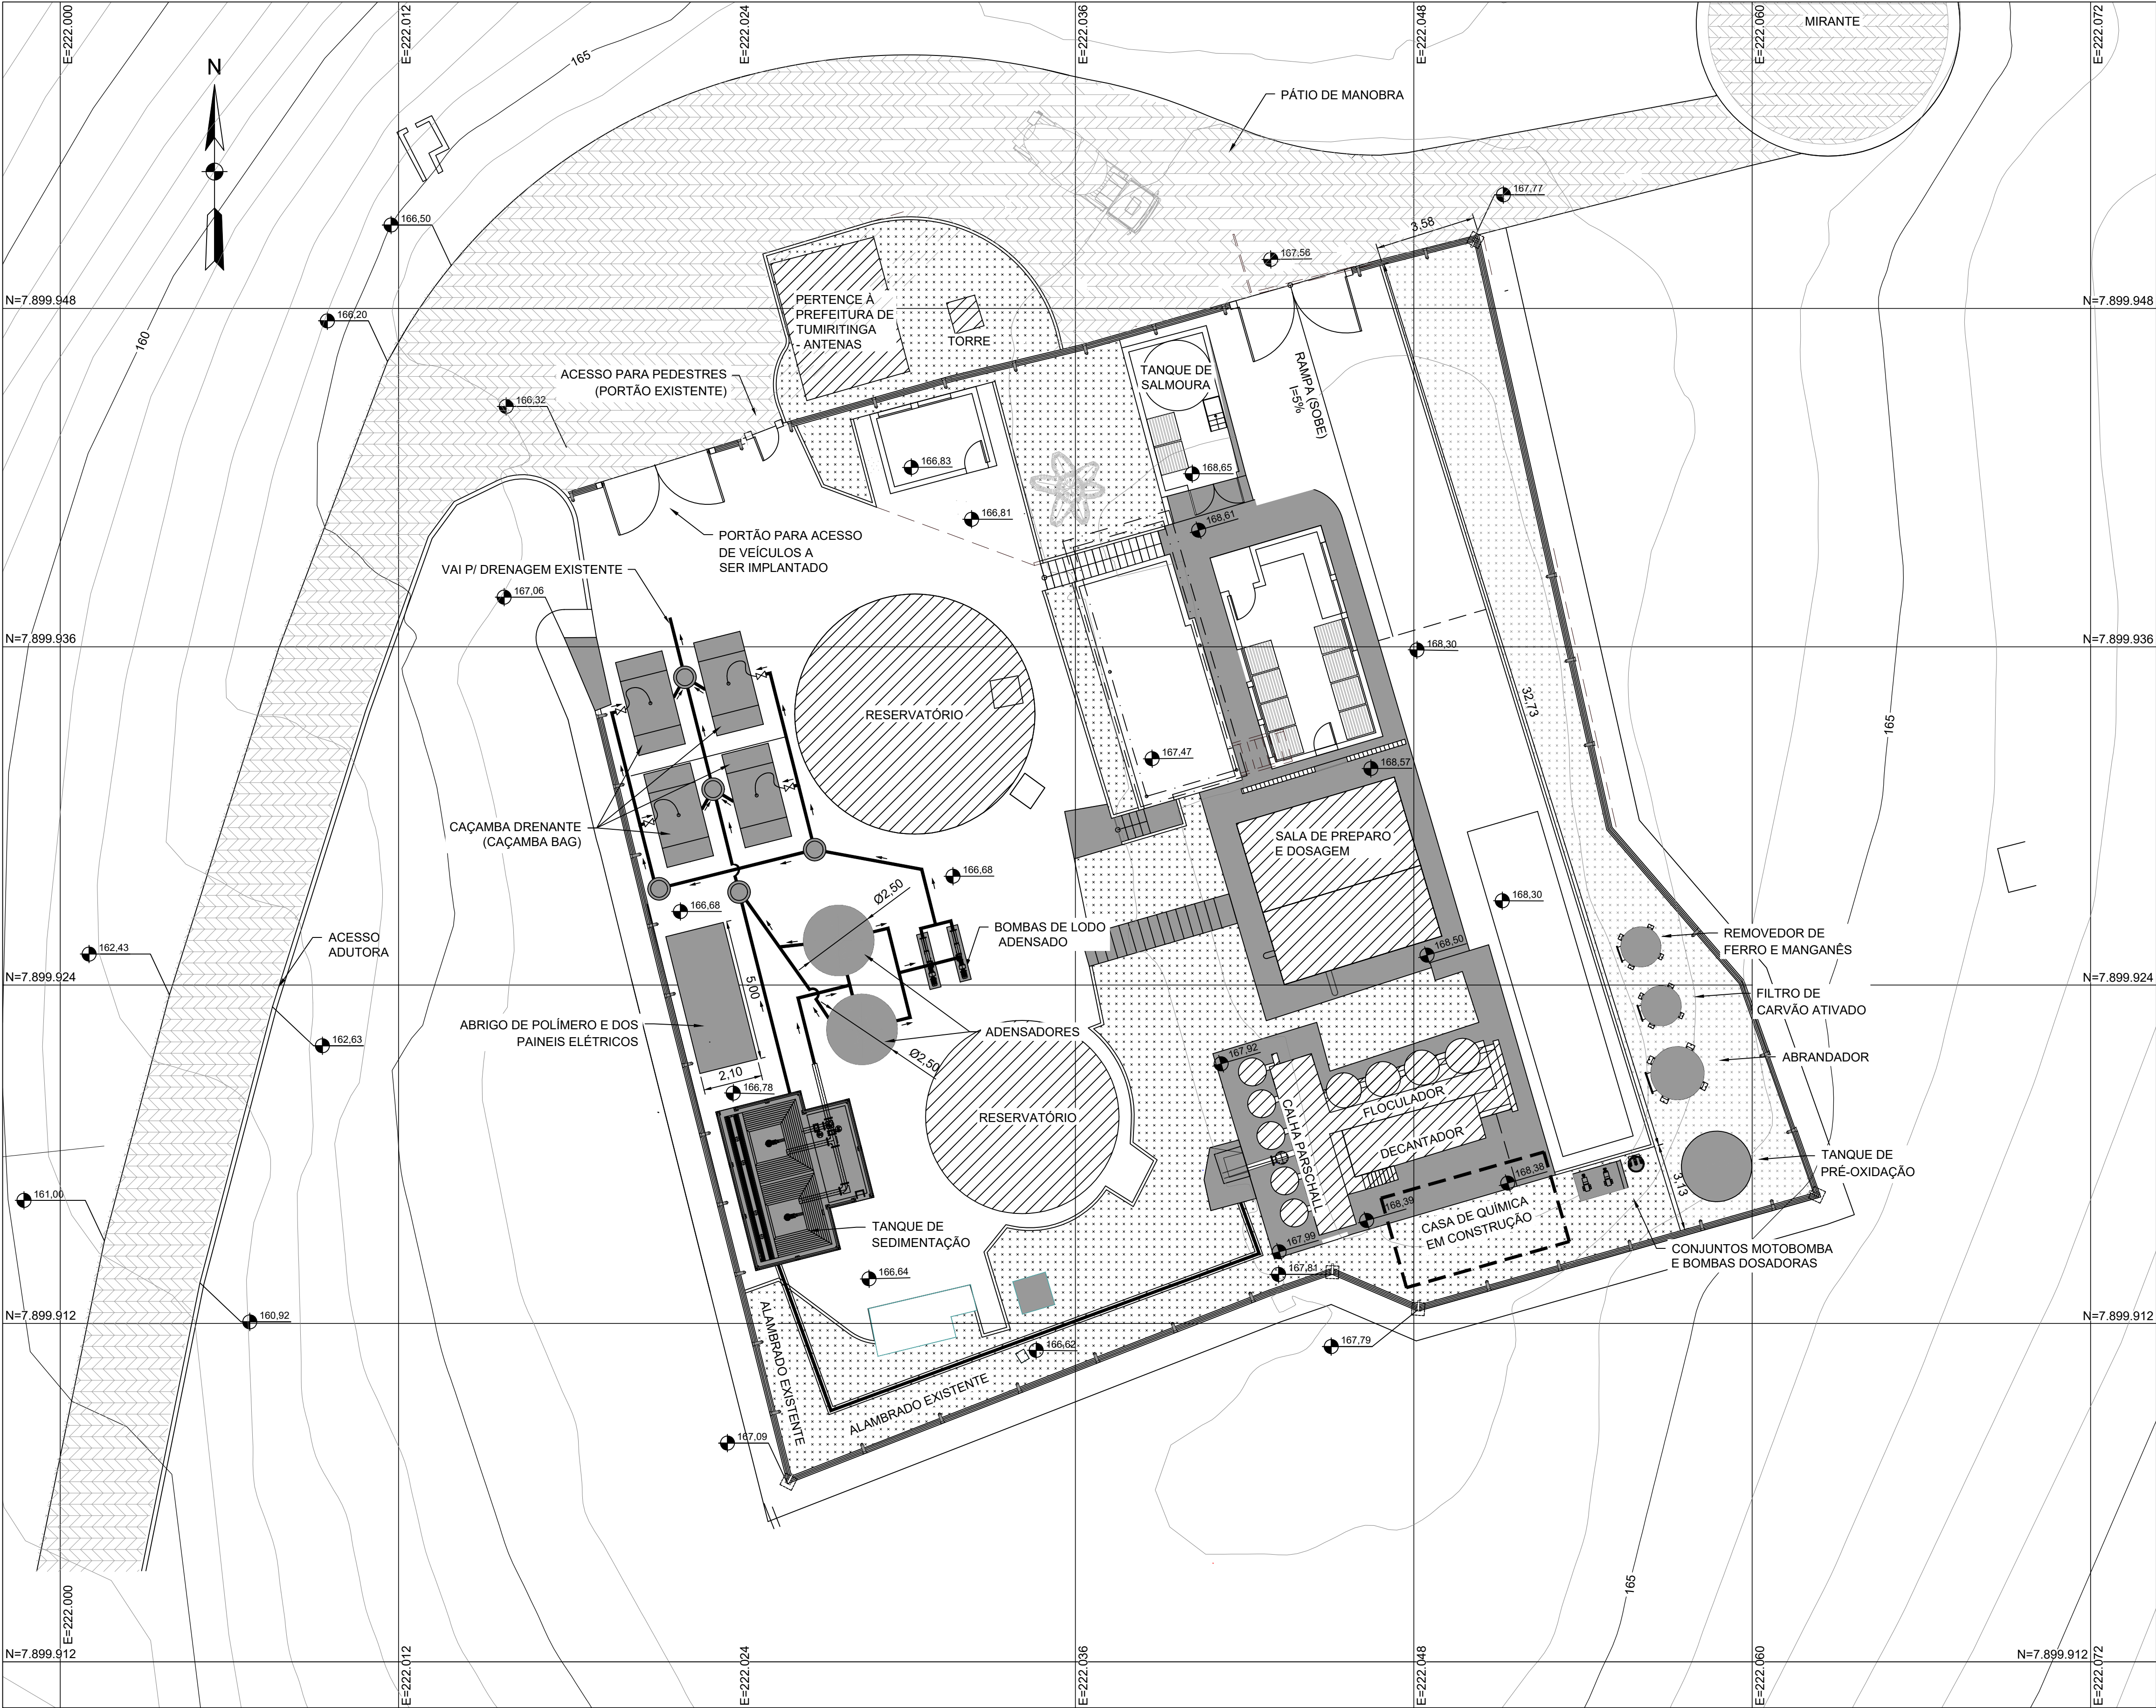 E=222.000
E=222.012
E=222.024
E=222.036
E=222.048
E=222.060
E=222.072
MIRANTE
N
165
PÁTIO DE MANOBRA
167,77
166,50
3,58
167,56
N=7.899.948
N=7.899.948
PERTENCE À
PREFEITURA DE
TUMIRITINGA
- ANTENAS
TORRE
166,20
160
ACESSO PARA PEDESTRES
(PORTÃO EXISTENTE)
TANQUE DE
SALMOURA
RAMPA (SOBE)
I=5%
166,32
166,83
168,65
166,81
168,61
PORTÃO PARA ACESSO
DE VEÍCULOS A
SER IMPLANTADO
VAI P/ DRENAGEM EXISTENTE
167,06
N=7.899.936
N=7.899.936
168,30
RESERVATÓRIO
32,73
165
167,47
168,57
CAÇAMBA DRENANTE
(CAÇAMBA BAG)
SALA DE PREPARO
E DOSAGEM
166,68
Ø2,50
168,30
166,68
BOMBAS DE LODO
ADENSADO
REMOVEDOR DE
FERRO E MANGANÊS
ACESSO
ADUTORA
162,43
168,50
N=7.899.924
N=7.899.924
5,00
FILTRO DE
CARVÃO ATIVADO
ABRIGO DE POLÍMERO E DOS
PAINEIS ELÉTRICOS
ADENSADORES
162,63
167,92
ABRANDADOR
Ø2,50
2,10
166,78
RESERVATÓRIO
FLOCULADOR
CALHA PARSCHALL
DECANTADOR
TANQUE DE
PRÉ-OXIDAÇÃO
168,38
3,13
161,00
168,39
CASA DE QUÍMICA
EM CONSTRUÇÃO
TANQUE DE
SEDIMENTAÇÃO
167,99
CONJUNTOS MOTOBOMBA
E BOMBAS DOSADORAS
166,64
167,81
N=7.899.912
N=7.899.912
160,92
ALAMBRADO EXISTENTE
166,62
167,79
ALAMBRADO EXISTENTE
167,09
165
E=222.000
E=222.012
E=222.024
E=222.036
E=222.048
E=222.060
E=222.072
N=7.899.912
N=7.899.912